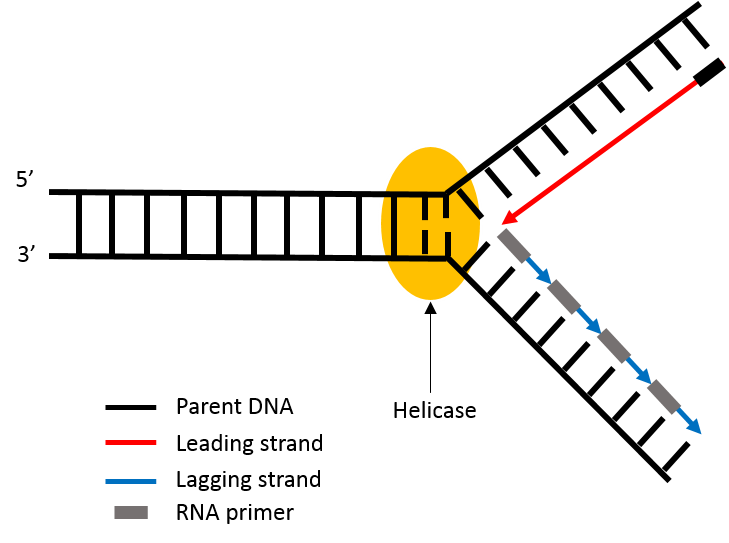 5’
3’
Helicase
Parent DNA
Leading strand
Lagging strand
RNA primer